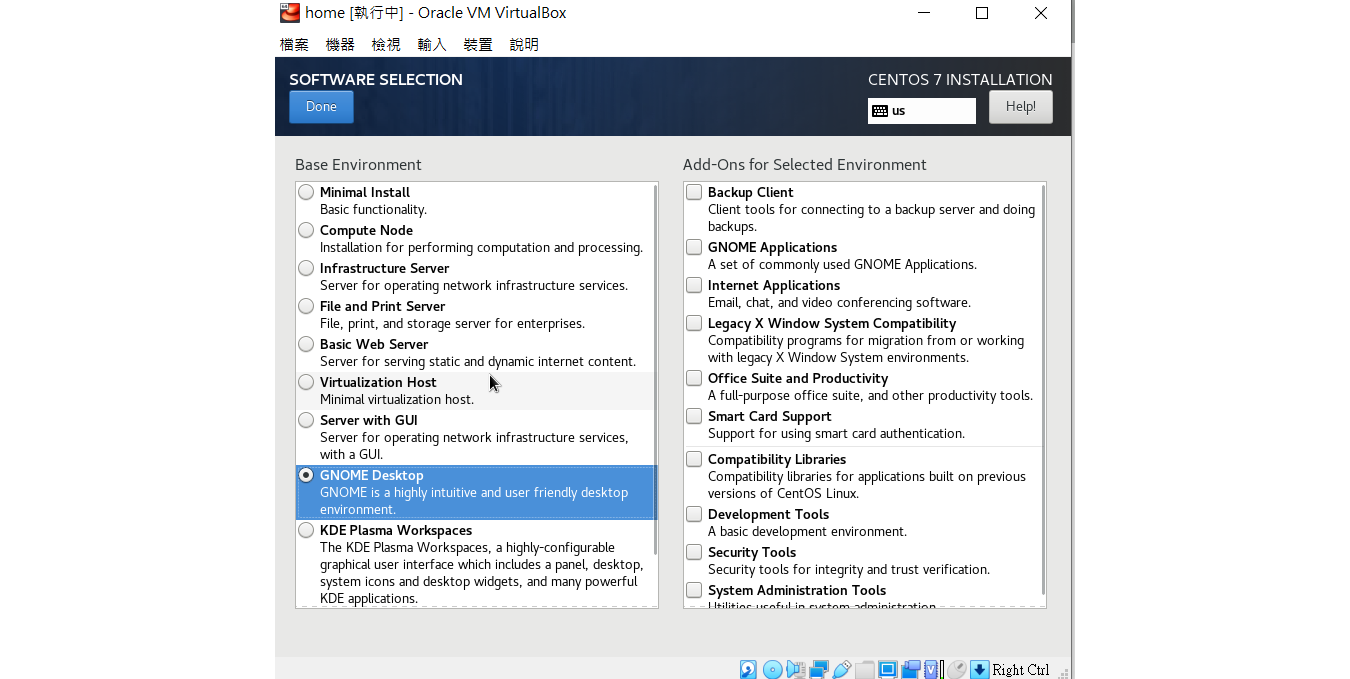 home [執行中] - Oracle VM VirtualBox
檔案 機器 檢視 輸入 裝置 說明
SOFTWARE SELECTION
CENTOS 7 INSTALLATION
Done
us
Help!
Base Environment
Minimal Install
Basic functionality.
Compute Node
Installation for performing computation and processing.
Infrastructure Server
Server for operating network infrastructure services.
File and Print Server
File, print, and storage server for enterprises.
Basic Web Server
Server for serving static and dynamic internet content.
Virtualization Host
Minimal virtualization host.
Server with GUI
Server for operating network infrastructure services,
with a GUI.
GNOME Desktop
GNOME is a highly intuitive and user friendly desktop
environment.
KDE Plasma Workspaces
The KDE Plasma Workspaces, a highly-configurable
graphical user interface which includes a panel, desktop,
system icons and desktop widgets, and many powerful
KDE applications.
Add-Ons for Selected Environment
Backup Client
Client tools for connecting to a backup server and doing
backups.
GNOME Applications
A set of commonly used GNOME Applications.
Internet Applications
Email, chat, and video conferencing software.
Legacy X Window System Compatibility
Compatibility programs for migration from or working
with legacy X Window System environments.
Office Suite and Productivity
A full-purpose office suite, and other productivity tools.
Smart Card Support
Support for using smart card authentication.
Compatibility Libraries
Compatibility libraries for applications built on previous
versions of CentOS Linux.
Development Tools
A basic development environment.
Security Tools
Security tools for integrity and trust verification.
System Administration Tools
Utilities useful in system administration.
Right Ctrl